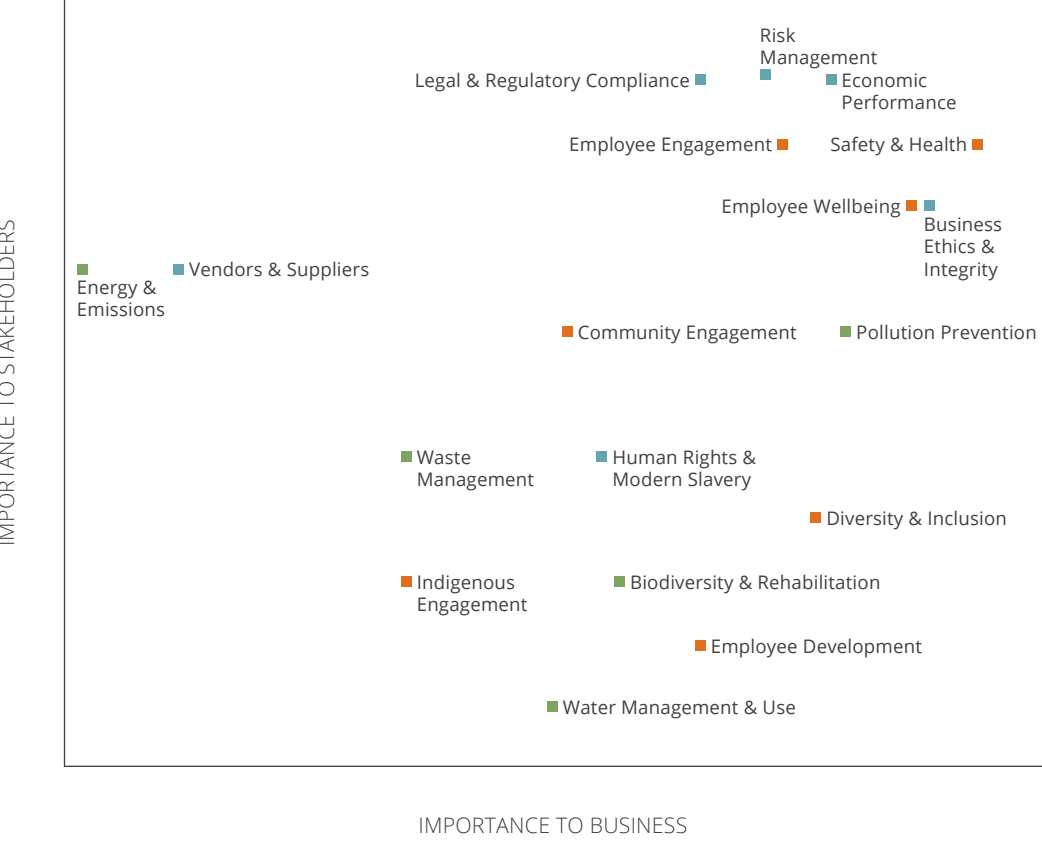 Risk
Management
Legal & Regulatory Compliance
Economic
Performance
Employee Engagement
Safety & Health
Employee Wellbeing
Business
Ethics &
Integrity
Energy &
Emissions
Vendors & Suppliers
Community Engagement
Pollution Prevention
Waste
Management
Human Rights &
Modern Slavery
Diversity & Inclusion
Indigenous
Engagement
Biodiversity & Rehabilitation
Employee Development
Water Management & Use
IMPORTANCE TO STAKEHOLDERS
IMPORTANCE TO BUSINESS